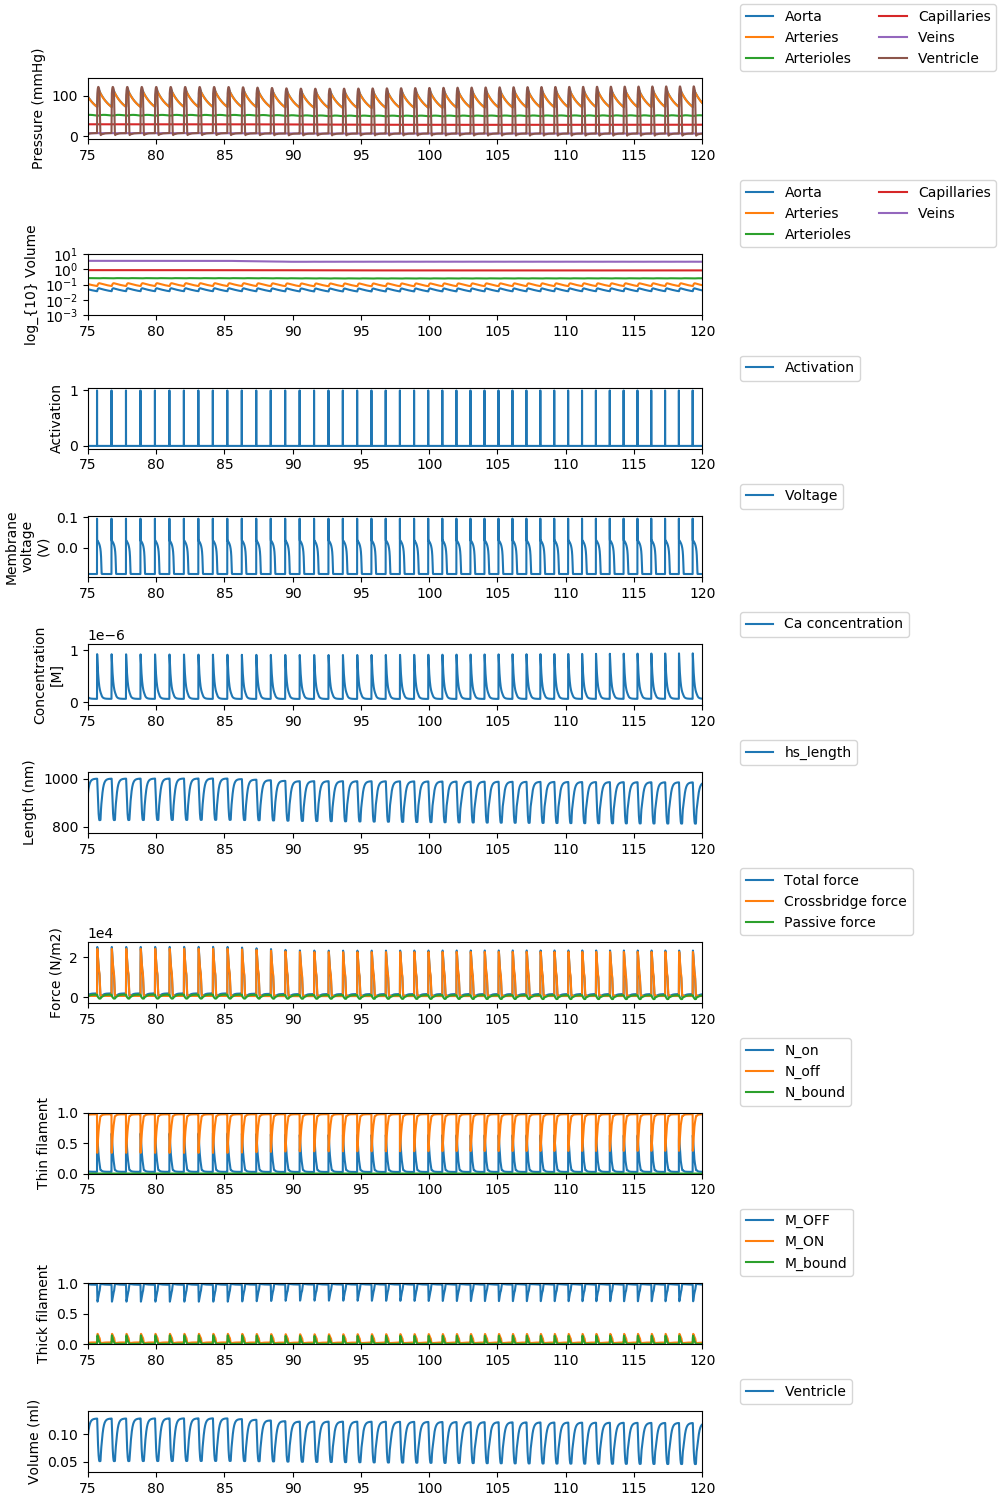 Aorta
Arteries
Arterioles
Capillaries
Veins
Ventricle
Pressure (mmHg)
100
0
75 80 85 90 95 100 105 110 115 120
Aorta
Arteries
Arterioles
Capillaries
Veins
log_{10} Volume
10^1
10^0
10^−1
10^−2
10^−3
75 80 85 90 95 100 105 110 115 120
Activation
Activation
1
0
75 80 85 90 95 100 105 110 115 120
Voltage
Membrane
voltage
(V)
0.1
0.0
75 80 85 90 95 100 105 110 115 120
Ca concentration
1e−6
Concentration
[M]
1
0
75 80 85 90 95 100 105 110 115 120
hs_length
Length (nm)
1000
800
75 80 85 90 95 100 105 110 115 120
Total force
Crossbridge force
Passive force
1e4
Force (N/m2)
2
0
75 80 85 90 95 100 105 110 115 120
N_on
N_off
N_bound
Thin filament
1.0
0.5
0.0
75 80 85 90 95 100 105 110 115 120
M_OFF
M_ON
M_bound
Thick filament
1.0
0.5
0.0
75 80 85 90 95 100 105 110 115 120
Ventricle
Volume (ml)
0.10
0.05
75 80 85 90 95 100 105 110 115 120